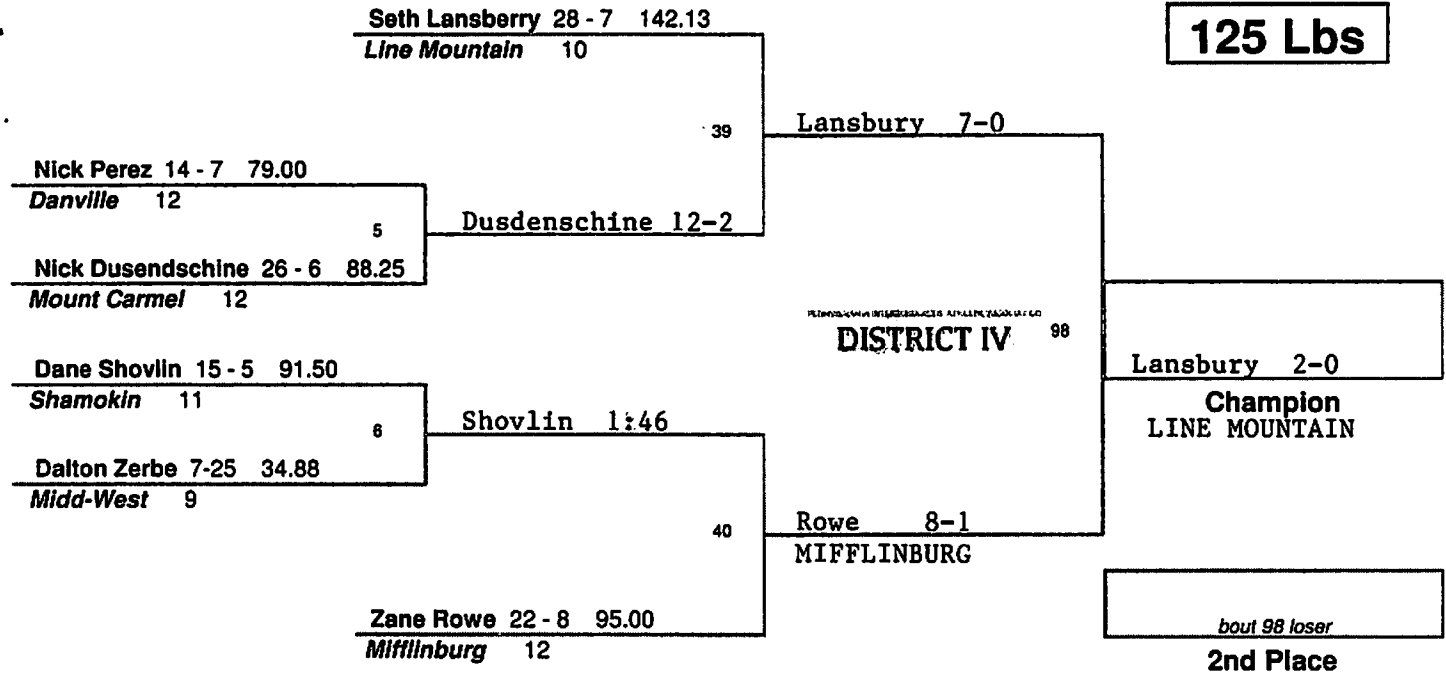 Seth Lansberry 28 - 7 142.13
Line Mountain 10
125 Lbs
39
Lansbury 7-0
Nick Perez 14 - 7 79.00
Danville 12
5
Dusdenschine 12-2
Nick Dusendschine 26 - 6 88.25
Mount Carmel 12
DISTRICT IV
98
Dane Shovlin 15 - 5 91.50
Shamokin 11
Lansbury 2-0
Champion
LINE MOUNTAIN
6
Shovlin 1:46
Dalton Zerbe 7-25 34.88
Midd-West 9
40
Rowe 8-1
MIFFLINBURG
Zane Rowe 22 - 8 95.00
Mifflinburg 12
bout 98 loser
2nd Place